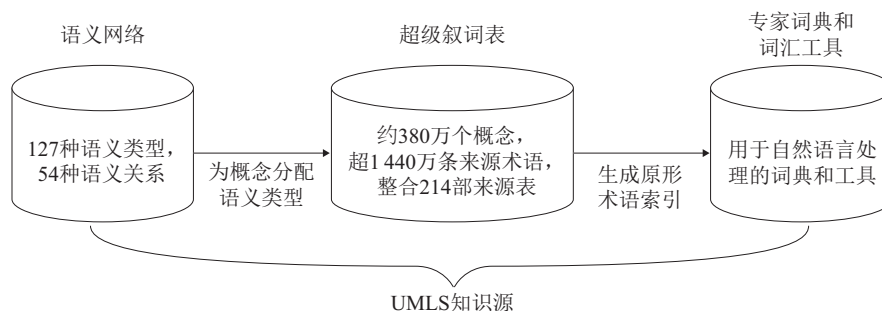 语义网络
超级叙词表
专家词典和
词汇工具
127种语义类型，
54种语义关系
为概念分配
语义类型
约380万个概念，
超1 440万条来源术语，
整合214部来源表
生成原形
术语索引
用于自然语言处
理的词典和工具
UMLS知识源